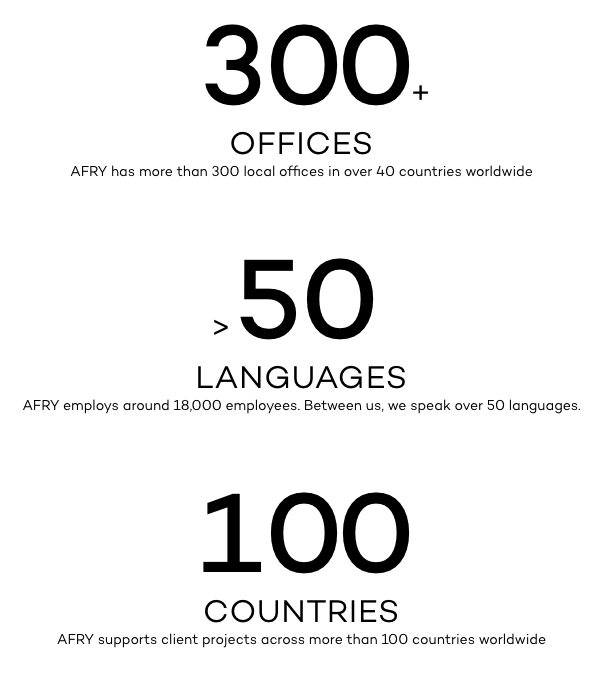 300+
OFFICES
AFRY has more than 300 local offices in over 40 countries worldwide
>50
LANGUAGES
AFRY employs around 18,000 employees. Between us, we speak over 50 languages.
100
COUNTRIES
AFRY supports client projects across more than 100 countries worldwide